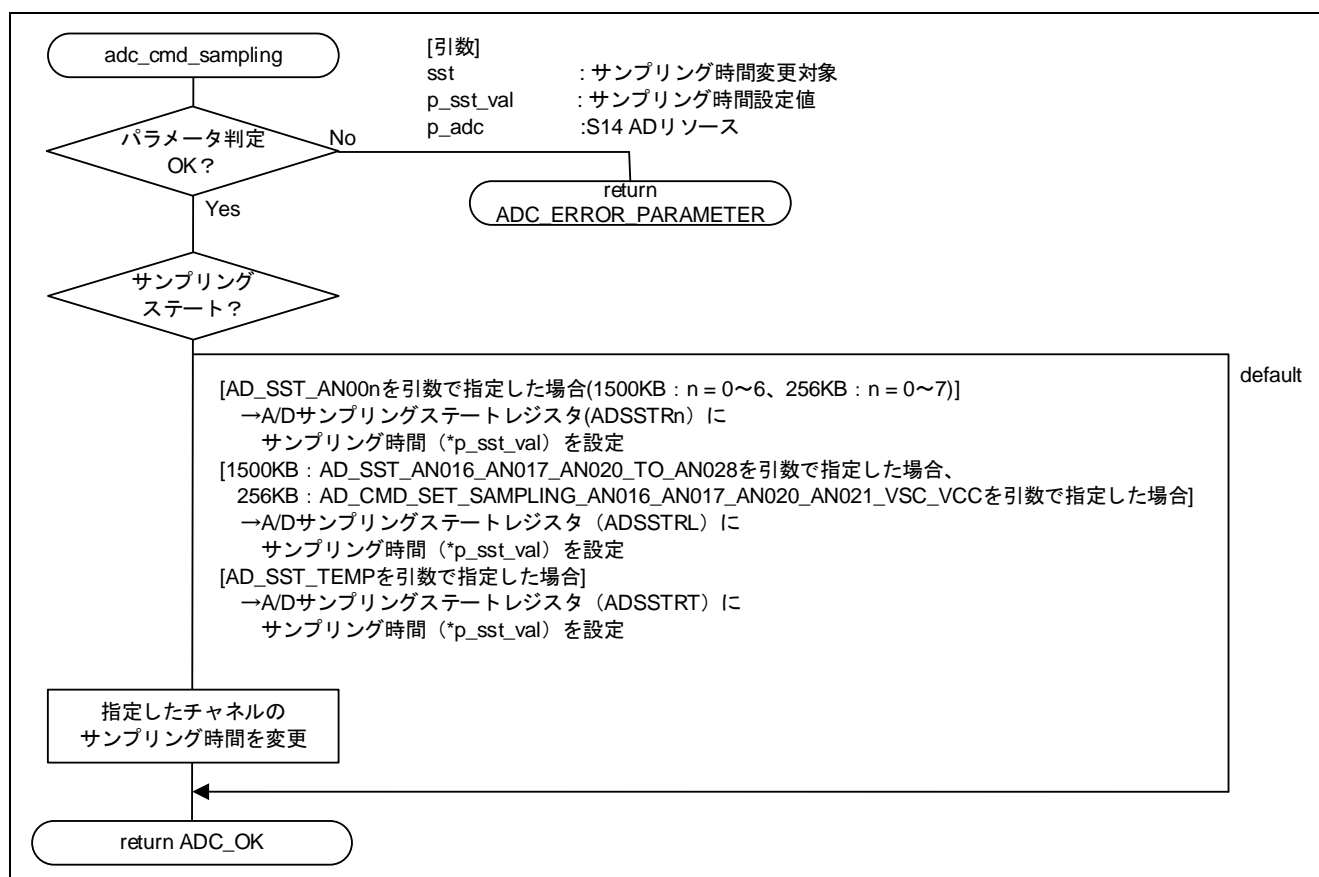 adc_cmd_sampling
[引数]
sst : サンプリング時間変更対象
p_sst_val : サンプリング時間設定値
p_adc :S14 ADリソース
パラメータ判定
OK？
No
return
ADC_ERROR_PARAMETER
Yes
サンプリング
ステート？
default
[AD_SST_AN00nを引数で指定した場合(1500KB：n = 0～6、256KB：n = 0～7)]
→A/Dサンプリングステートレジスタ(ADSSTRn）に
サンプリング時間（*p_sst_val）を設定
[1500KB：AD_SST_AN016_AN017_AN020_TO_AN028を引数で指定した場合、
256KB：AD_CMD_SET_SAMPLING_AN016_AN017_AN020_AN021_VSC_VCCを引数で指定した場合]
→A/Dサンプリングステートレジスタ（ADSSTRL）に
サンプリング時間（*p_sst_val）を設定
[AD_SST_TEMPを引数で指定した場合]
→A/Dサンプリングステートレジスタ（ADSSTRT）に
サンプリング時間（*p_sst_val）を設定
指定したチャネルの
サンプリング時間を変更
return ADC_OK